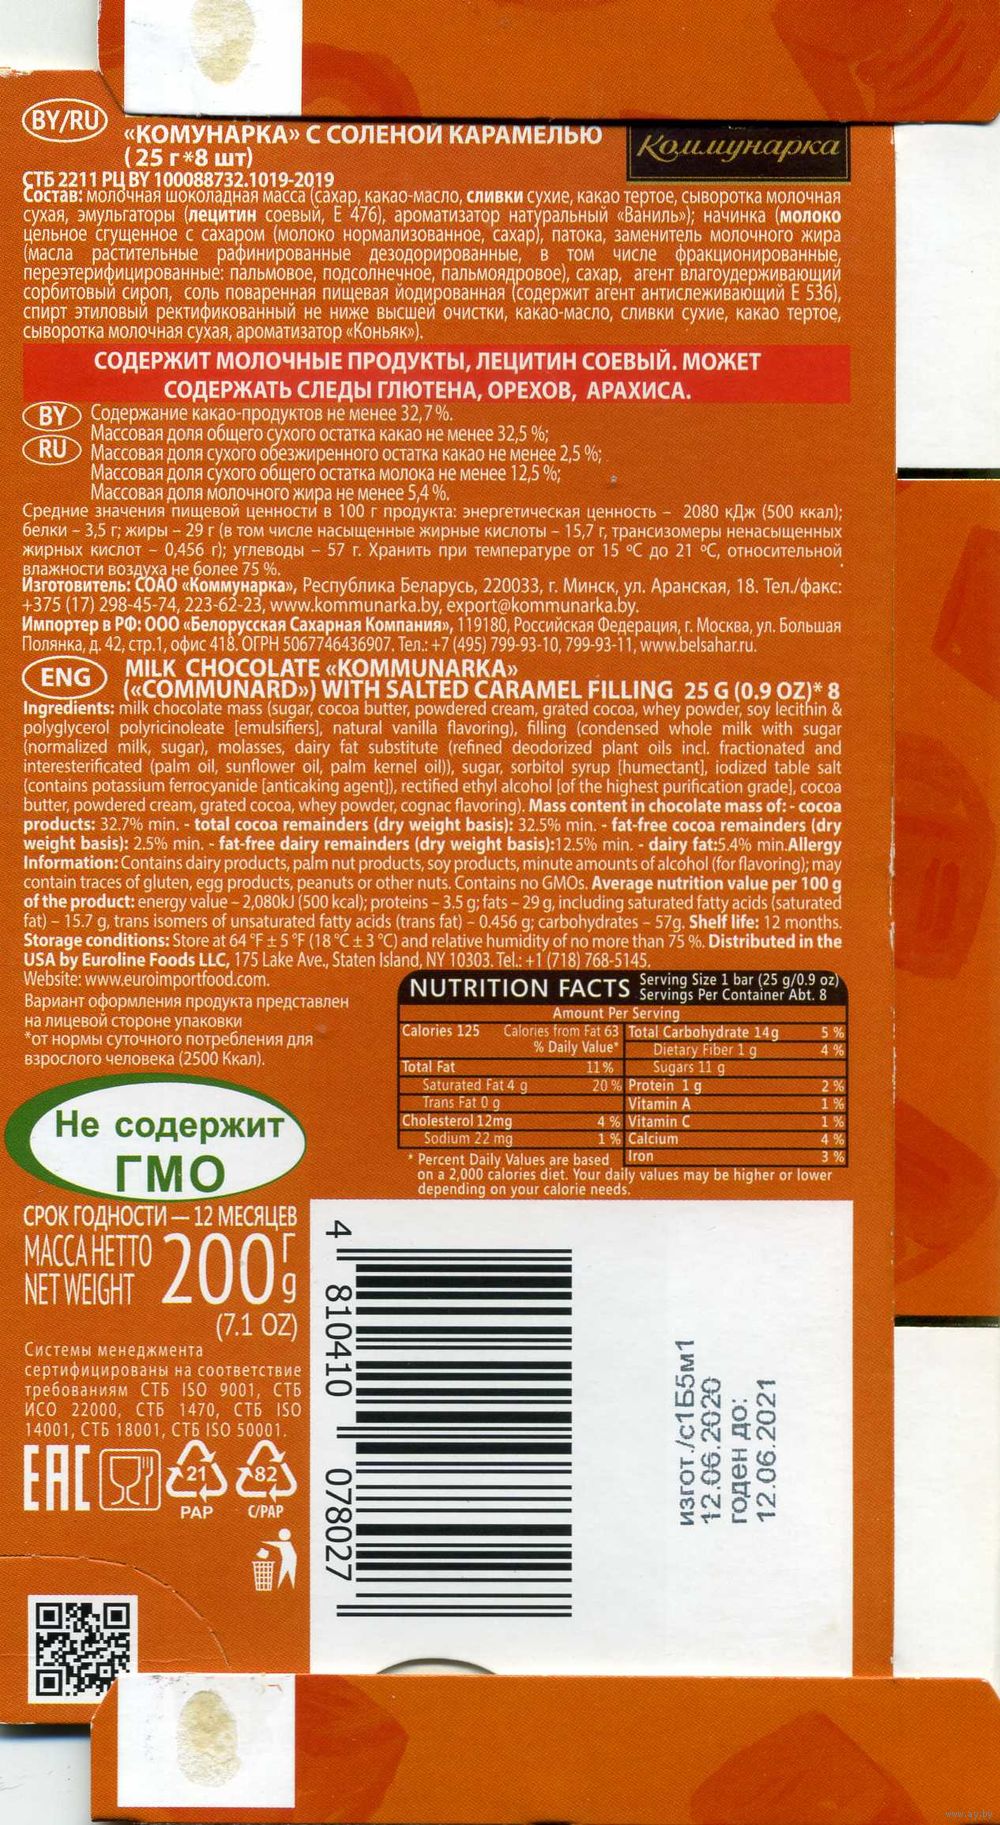 BY/RU
«КОМУНАРКА» С СОЛЕНОЙ КАРАМЕЛЬЮ
(25 г*8 шт)
Коммунарка
СТБ 2211 РЦ BY 100088732.1019-2019
Состав: молочная шоколадная масса (сахар, какао-масло, сливки сухие, какао тертое, сыворотка молочная
сухая, эмульгаторы (лецитин соевый, Е 476), ароматизатор натуральный «Ваниль»); начинка (молоко
цельное сгущенное с сахаром (молоко нормализованное, сахар), патока, заменитель молочного жира
(масла растительные рафинированные дезодорированные, в том числе фракционированные,
переэтерифицированные: пальмовое, подсолнечное, пальмоядровое), сахар, агент влагоудерживающий
сорбитовый сироп, соль поваренная пищевая йодированная (содержит агент антислеживающий Е 536),
спирт этиловый ректификованный не ниже высшей очистки, какао-масло, сливки сухие, какао тертое,
сыворотка молочная сухая, ароматизатор «Коньяк»).
СОДЕРЖИТ МОЛОЧНЫЕ ПРОДУКТЫ, ЛЕЦИТИН СОЕВЫЙ. МОЖЕТ
СОДЕРЖАТЬ СЛЕДЫ ГЛЮТЕНА, ОРЕХОВ, АРАХИСА.
BY
RU
Содержание какао-продуктов не менее 32,7 %.
Массовая доля общего сухого остатка какао не менее 32,5 %;
Массовая доля сухого обезжиренного остатка какао не менее 2,5 %;
Массовая доля сухого общего остатка молока не менее 12,5 %;
Массовая доля молочного жира не менее 5,4 %.
Средние значения пищевой ценности в 100 г продукта: энергетическая ценность – 2080 кДж (500 ккал);
белки – 3,5 г; жиры – 29 г (в том числе насыщенные жирные кислоты – 15,7 г, трансизомеры ненасыщенных
жирных кислот – 0,456 г); углеводы – 57 г. Хранить при температуре от 15 °С до 21 °С, относительной
влажности воздуха не более 75 %.
Изготовитель: СОАО «Коммунарка», Республика Беларусь, 220033, г. Минск, ул. Аранская, 18. Тел./факс:
+375 (17) 298-45-74, 223-62-23, www.kommunarka.by, export@kommunarka.by.
Импортер в РФ: ООО «Белорусская Сахарная Компания», 119180, Российская Федерация, г. Москва, ул. Большая
Полянка, д. 42, стр.1, офис 418. ОГРН 5067746436907. Тел.: +7 (495) 799-93-10, 799-93-11, www.belsahar.ru.
ENG
MILK CHOCOLATE «KOMMUNARKA»
(«COMMUNARD») WITH SALTED CARAMEL FILLING 25 G (0.9 OZ)* 8
Ingredients: milk chocolate mass (sugar, cocoa butter, powdered cream, grated cocoa, whey powder, soy lecithin &
polyglycerol polyricinoleate [emulsifiers], natural vanilla flavoring), filling (condensed whole milk with sugar
(normalized milk, sugar), molasses, dairy fat substitute (refined deodorized plant oils incl. fractionated and
interesterificated (palm oil, sunflower oil, palm kernel oil)), sugar, sorbitol syrup [humectant], iodized table salt
(contains potassium ferrocyanide [anticaking agent]), rectified ethyl alcohol [of the highest purification grade], cocoa
butter, powdered cream, grated cocoa, whey powder, cognac flavoring). Mass content in chocolate mass of: - cocoa
products: 32.7% min. - total cocoa remainders (dry weight basis): 32.5% min. - fat-free cocoa remainders (dry
weight basis): 2.5% min. - fat-free dairy remainders (dry weight basis):12.5% min. - dairy fat:5.4% min.Allergy
Information: Contains dairy products, palm nut products, soy products, minute amounts of alcohol (for flavoring); may
contain traces of gluten, egg products, peanuts or other nuts. Contains no GMOs. Average nutrition value per 100 g
of the product: energy value – 2,080kJ (500 kcal); proteins – 3.5 g; fats – 29 g, including saturated fatty acids (saturated
fat) – 15.7 g, trans isomers of unsaturated fatty acids (trans fat) – 0.456 g; carbohydrates – 57g. Shelf life: 12 months.
Storage conditions: Store at 64 °F ± 5 °F (18 °C ± 3 °C) and relative humidity of no more than 75 %. Distributed in the
USA by Euroline Foods LLC, 175 Lake Ave., Staten Island, NY 10303. Tel.: +1 (718) 768-5145.
Website: www.euroimportfood.com.
Вариант оформления продукта представлен
на лицевой стороне упаковки
*от нормы суточного потребления для
взрослого человека (2500 Ккал).
NUTRITION FACTS
Serving Size 1 bar (25 g/0.9 oz)
Servings Per Container Abt. 8
Amount Per Serving
Calories 125 Calories from Fat 63
% Daily Value*
Total Fat 11 %
Saturated Fat 4 g 20 %
Trans Fat 0 g
Cholesterol 12mg 4 %
Sodium 22 mg 1 %
Total Carbohydrate 14g 5 %
Dietary Fiber 1 g 4 %
Sugars 11 g
Protein 1 g 2 %
Vitamin A 1 %
Vitamin C 1 %
Calcium 4 %
Iron 3 %
* Percent Daily Values are based
on a 2,000 calories diet. Your daily values may be higher or lower
depending on your calorie needs.
Не содержит
ГМО
СРОК ГОДНОСТИ — 12 МЕСЯЦЕВ
МАССА НЕТТО
NET WEIGHT
200 г
g
(7.1 OZ)
Системы менеджмента
сертифицированы на соответствие
требованиям СТБ ISO 9001, СТБ
ИСО 22000, СТБ 1470, СТБ ISO
14001, СТБ 18001, СТБ ISO 50001.
EAC
21
PAP
82
C/PAP
4 810410 078027
изгот./с1Б5м1
12.06.2020
годен до:
12.06.2021
www.ay.by